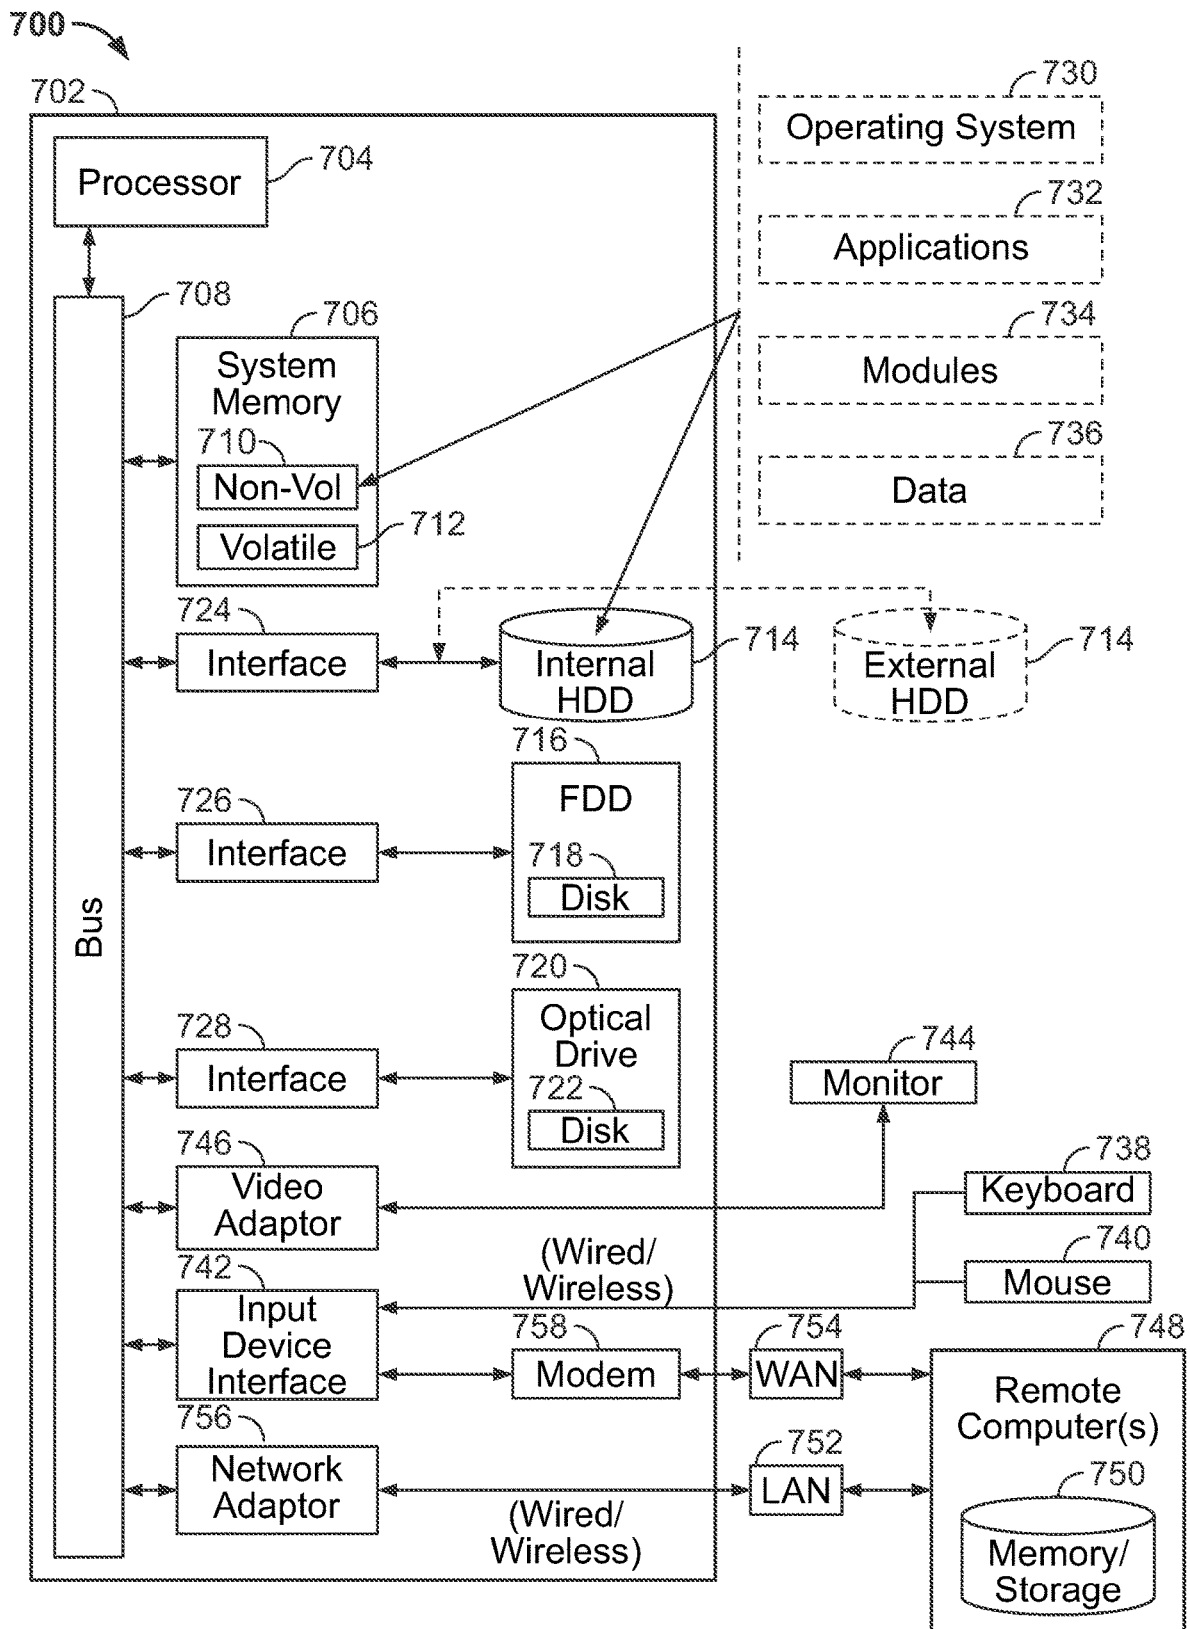 700
702
730
Operating System
704
Processor
732
Applications
708
706
System
Memory
734
Modules
710
Non-Vol
712
Volatile
736
Data
724
Interface
Internal
HDD
714
External
HDD
714
716
FDD
726
Interface
718
Disk
Bus
720
Optical
Drive
728
Interface
722
Disk
744
Monitor
746
Video
Adaptor
738
Keyboard
740
Mouse
(Wired/
Wireless)
742
Input
Device
Interface
758
Modem
754
WAN
748
Remote
Computer(s)
756
Network
Adaptor
752
LAN
(Wired/
Wireless)
750
Memory/
Storage